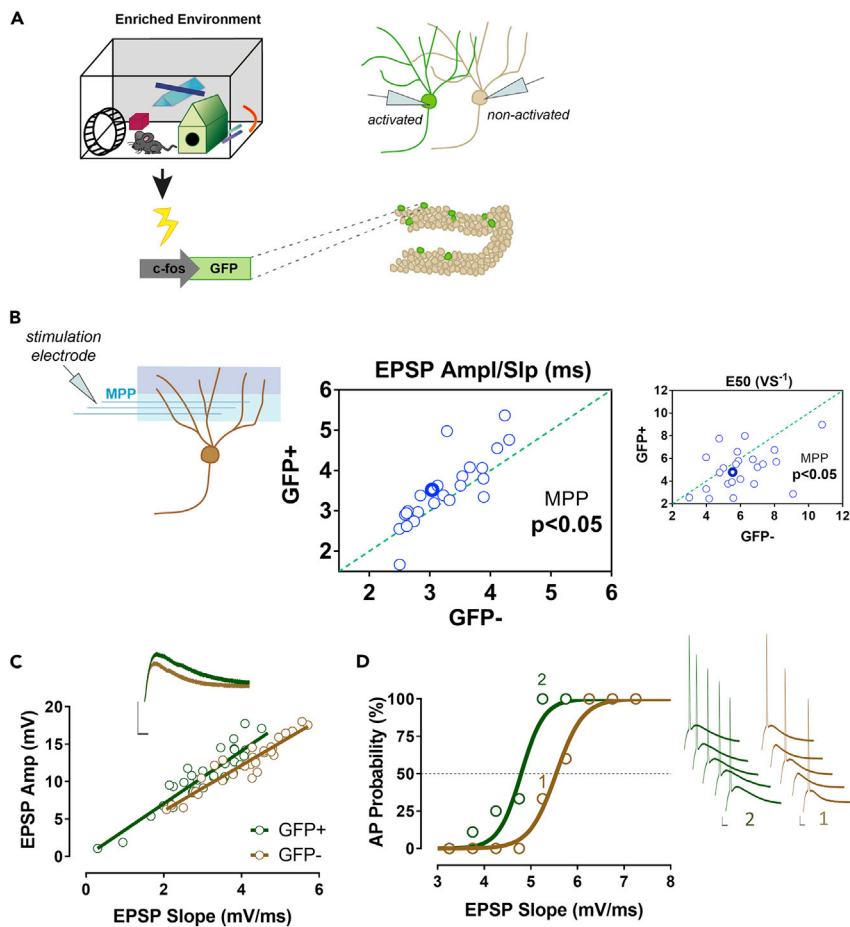 A
Enriched Environment
activated
non-activated
c-fos
GFP
B
stimulation
electrode
MPP
EPSP Ampl/Slp (ms)
6
5
4
3
2
GFP+
MPP
p<0.05
2
3
4
5
6
GFP-
E50 (VS⁻¹)
12
10
8
6
4
2
GFP+
MPP
p<0.05
2
4
6
8
10
12
GFP-
C
20
15
10
5
0
EPSP Amp (mV)
GFP+
GFP-
0
2
4
6
EPSP Slope (mV/ms)
D
2
1
100
75
50
25
0
AP Probability (%)
3
4
5
6
7
8
EPSP Slope (mV/ms)
2
1